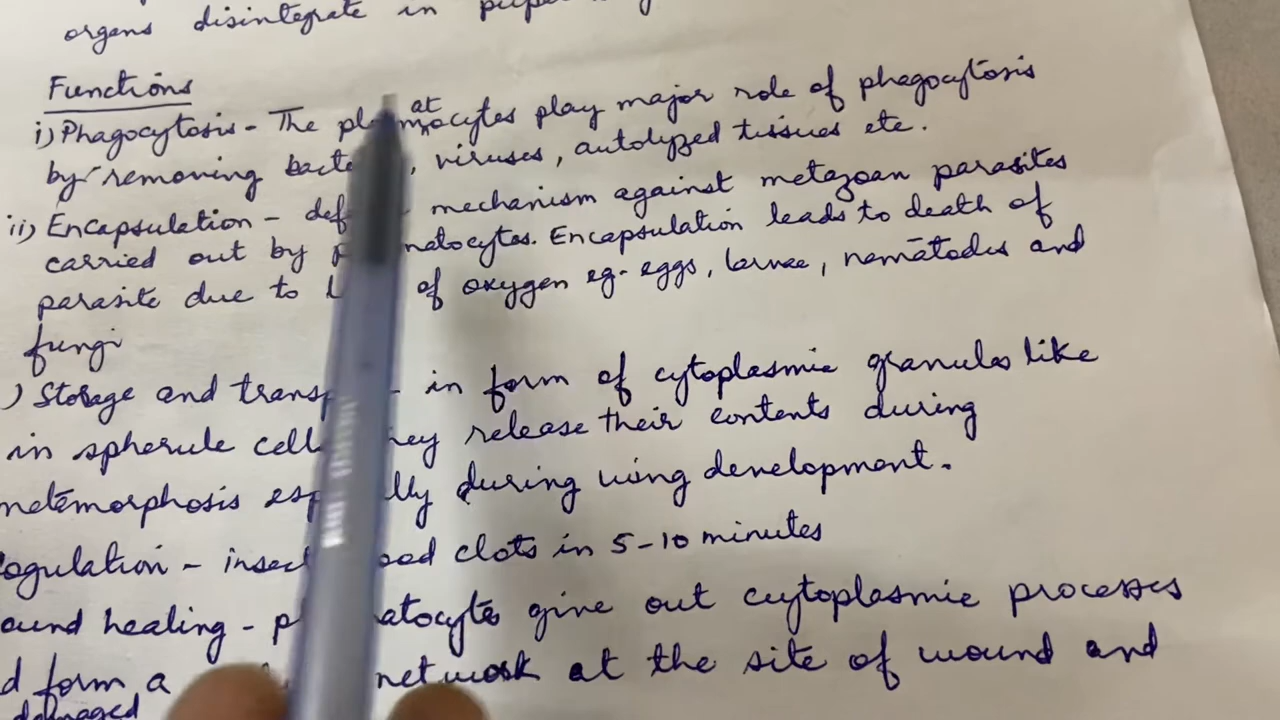 organs disintegrate in
Functions
i) Phagocytosis - The at cytes play major role of phagocytosis
by removing , viruses, autolyzed tissues etc.
ii) Encapsulation - mechanism against metazoan parasites
carried out by Encapsulation leads to death of
parasite due to of oxygen eg- eggs, larvae, nematodes and
fungi
) Storage and - in form of cytoplasmic granules like
in spherule release their contents during
metemorphosis during wing development.
- clots in 5-10 minutes
healing - give out cytoplasmic processes
form a network at the site of wound and
damaged